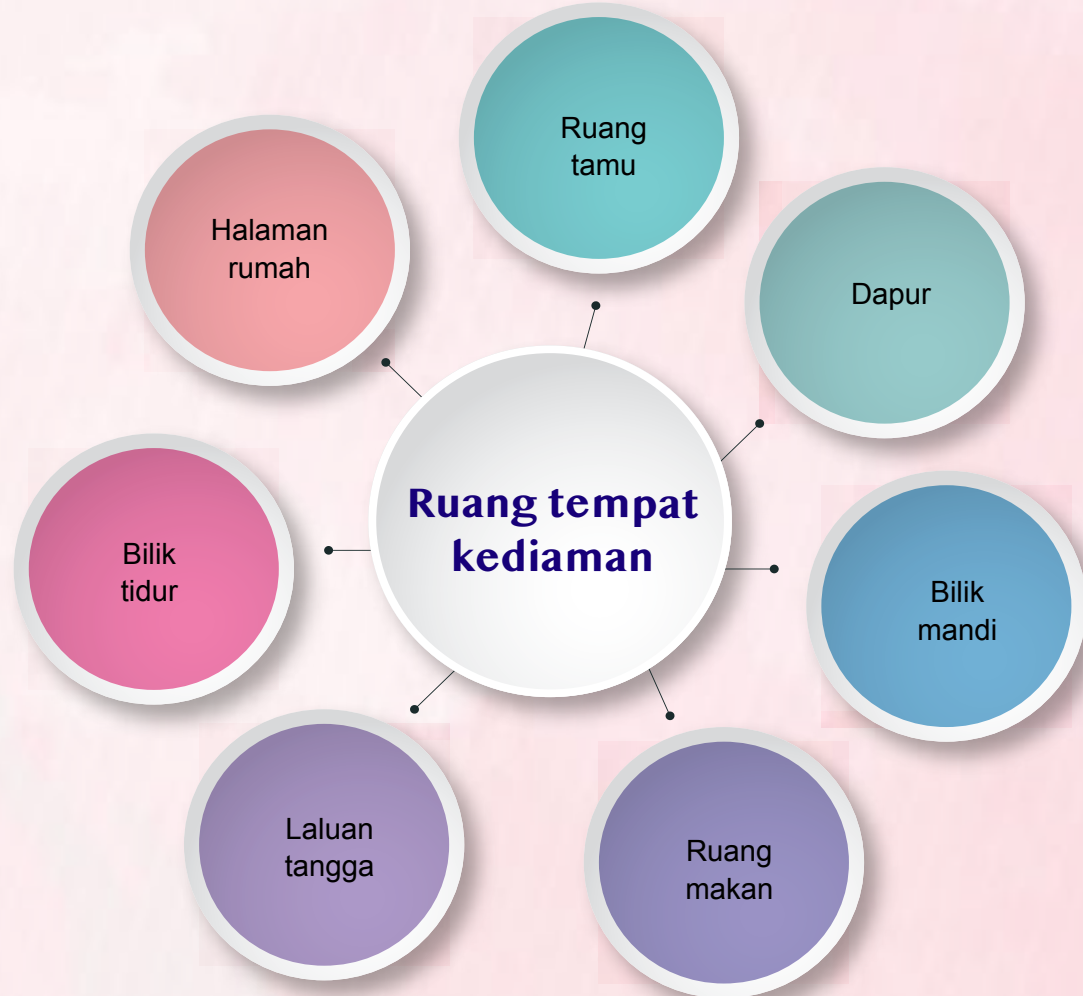 Ruang tempat
kediaman
Ruang
tamu
Dapur
Bilik
mandi
Ruang
makan
Laluan
tangga
Bilik
tidur
Halaman
rumah